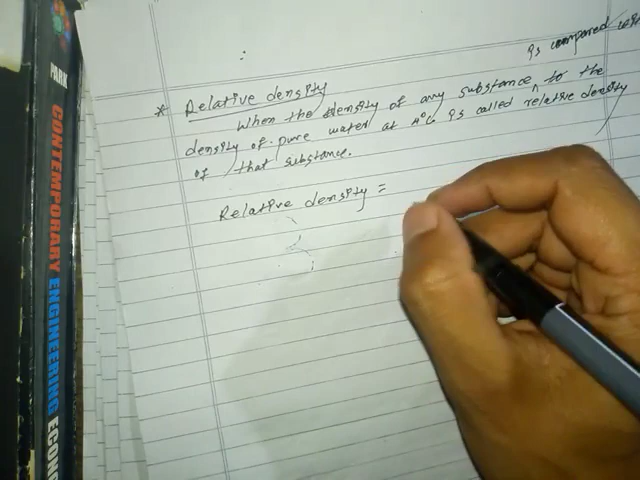 is compared with
* Relative density
When the density of any substance ^ to the
density of pure water at 4°C is called relative density
of that substance.
Relative density =
PARK CONTEMPORARY ENGINEERING ECONO